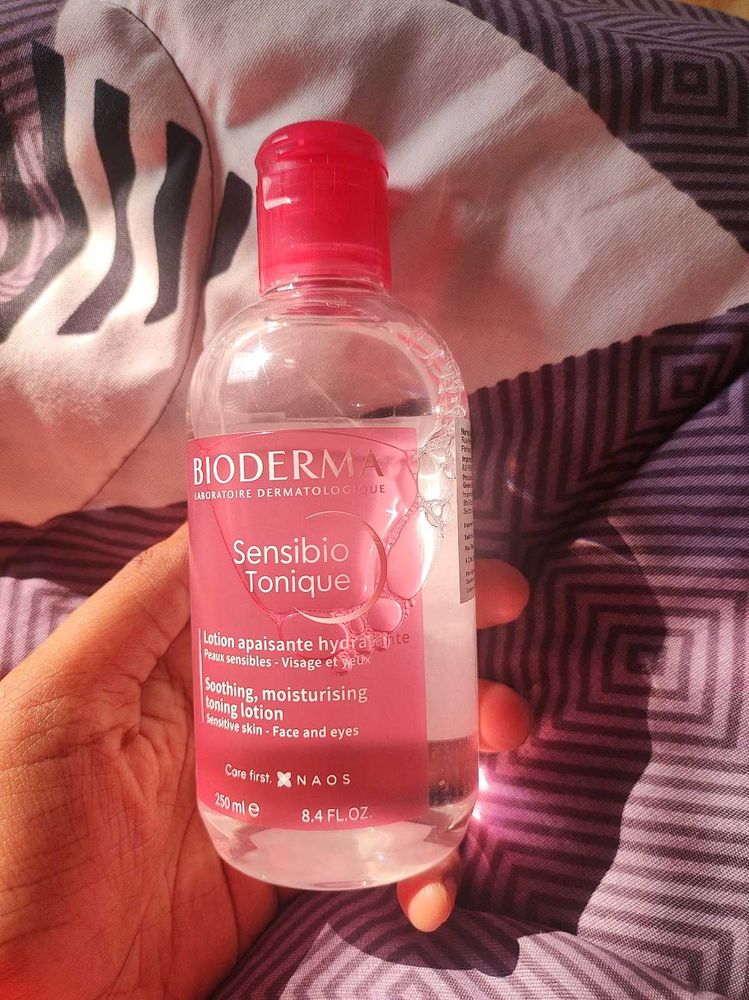 BIODERMA
LABORATOIRE DERMATOLOGIQUE
Sensibio
Tonique
Lotion apaisante hydratante
Peaux sensibles - Visage et yeux
Soothing, moisturising
toning lotion
Sensitive skin - Face and eyes
Care first. NAOS
250 ml e
8.4 FL.OZ.